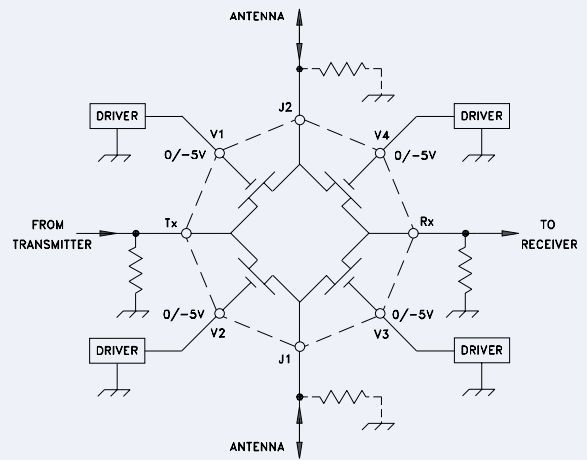 ANTENNA
J2
DRIVER
V1
V4
DRIVER
0/-5V
0/-5V
FROM
TRANSMITTER
Tx
Rx
TO
RECEIVER
0/-5V
0/-5V
V2
V3
DRIVER
J1
DRIVER
ANTENNA